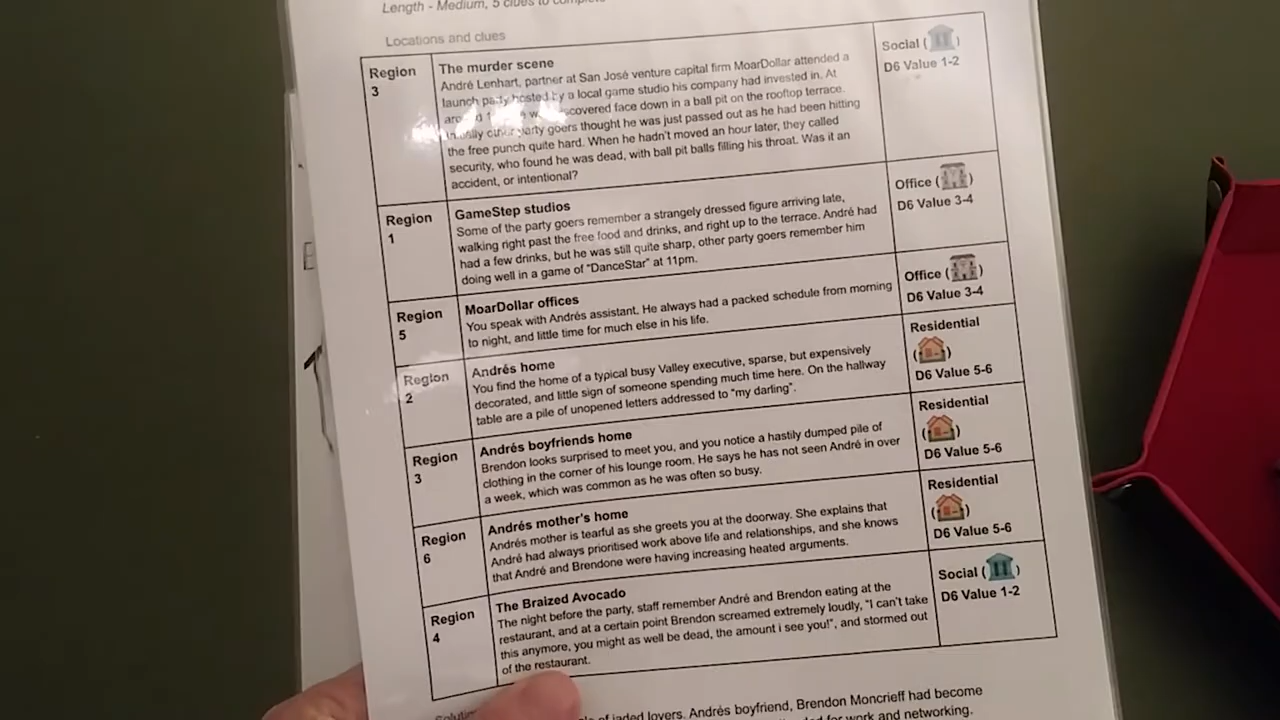 Length - Medium, 5 clues to complete
Locations and clues
Region
3
The murder scene
André Lenhart, partner at San José venture capital firm MoarDollar attended a
launch party hosted by a local game studio his company had invested in. At
discovered face down in a ball pit on the rooftop terrace.
other party goers thought he was just passed out as he had been hitting
the free punch quite hard. When he hadn't moved an hour later, they called
security, who found he was dead, with ball pit balls filling his throat. Was it an
accident, or intentional?
Social ( )
D6 Value 1-2
Region
1
GameStep studios
Some of the party goers remember a strangely dressed figure arriving late,
walking right past the free food and drinks, and right up to the terrace. André had
had a few drinks, but he was still quite sharp, other party goers remember him
doing well in a game of "DanceStar" at 11pm.
Office ( )
D6 Value 3-4
Region
5
MoarDollar offices
You speak with Andrés assistant. He always had a packed schedule from morning
to night, and little time for much else in his life.
Office ( )
D6 Value 3-4
Region
2
Andrés home
You find the home of a typical busy Valley executive, sparse, but expensively
decorated, and little sign of someone spending much time here. On the hallway
table are a pile of unopened letters addressed to "my darling".
Residential
( )
D6 Value 5-6
Region
3
Andrés boyfriends home
Brendon looks surprised to meet you, and you notice a hastily dumped pile of
clothing in the corner of his lounge room. He says he has not seen André in over
a week, which was common as he was often so busy.
Residential
( )
D6 Value 5-6
Region
6
Andrés mother's home
Andrés mother is tearful as she greets you at the doorway. She explains that
André had always prioritised work above life and relationships, and she knows
that André and Brendone were having increasing heated arguments.
Residential
( )
D6 Value 5-6
Region
4
The Braized Avocado
The night before the party, staff remember André and Brendon eating at the
restaurant, and at a certain point Brendon screamed extremely loudly, "I can't take
this anymore, you might as well be dead, the amount i see you!", and stormed out
of the restaurant.
Social ( )
D6 Value 1-2
of jaded lovers. Andrés boyfriend, Brendon Moncrieff had become
for work and networking.